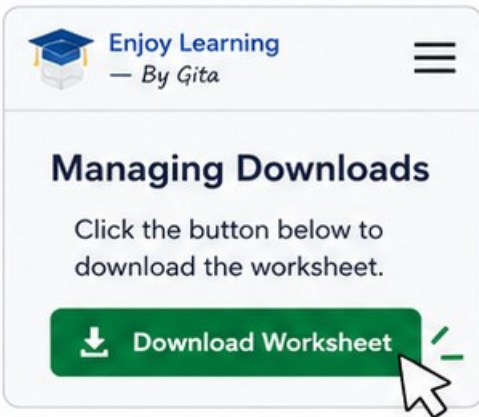 Enjoy Learning
— By Gita
Managing Downloads
Click the button below to
download the worksheet.
Download Worksheet